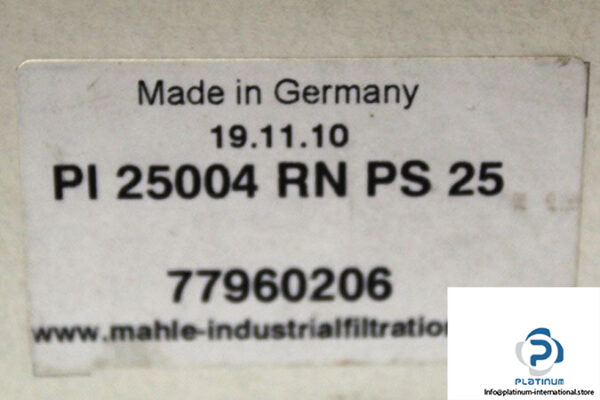 Made in Germany
19.11.10
PI 25004 RN PS 25
77960206
www.mahle-industrialfiltratio
PLATINUM
Info@platinum-international.store